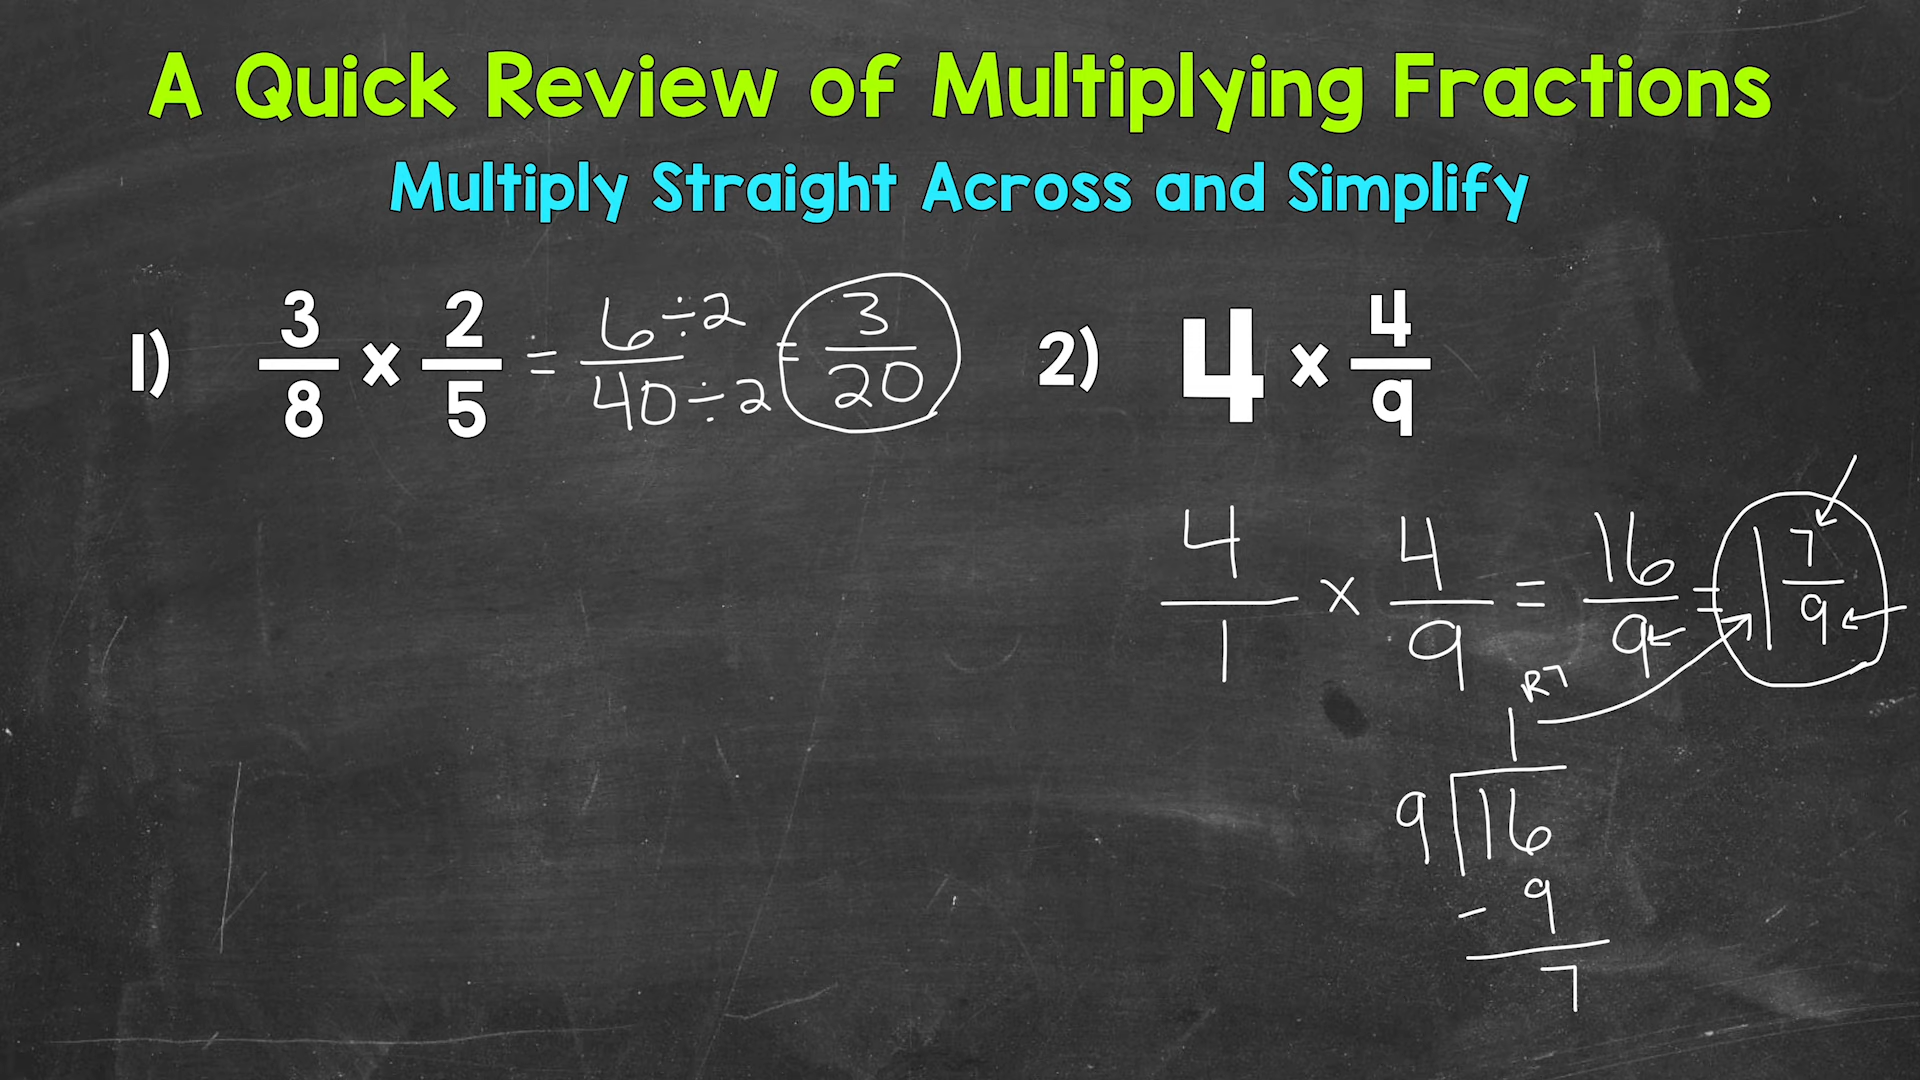 A Quick Review of Multiplying Fractions
Multiply Straight Across and Simplify
1) 3/8 × 2/5 = 6÷2/40÷2 = 3/20
2) 4 × 4/9
4/1 × 4/9 = 16/9 = 1 7/9
1 R7
9 16
- 9
7